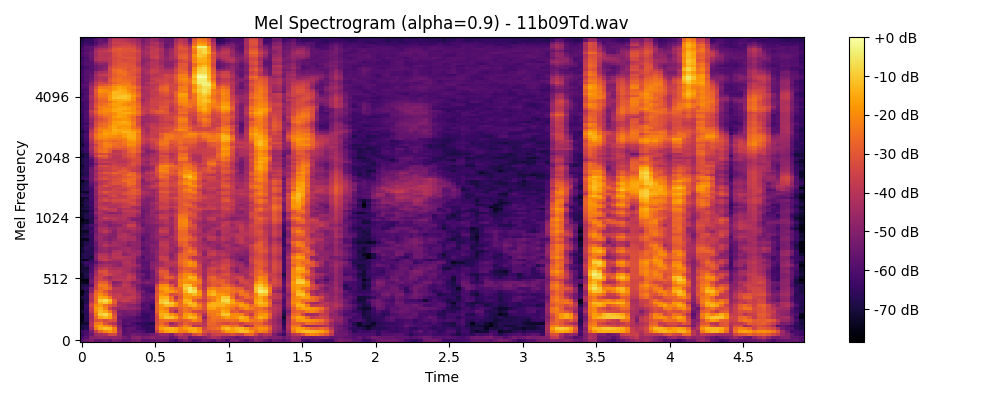 Mel Spectrogram (alpha=0.9) - 11b09Td.wav
Mel Frequency
4096
2048
1024
512
0
0
0.5
1
1.5
2
2.5
3
3.5
4
4.5
Time
+0 dB
-10 dB
-20 dB
-30 dB
-40 dB
-50 dB
-60 dB
-70 dB